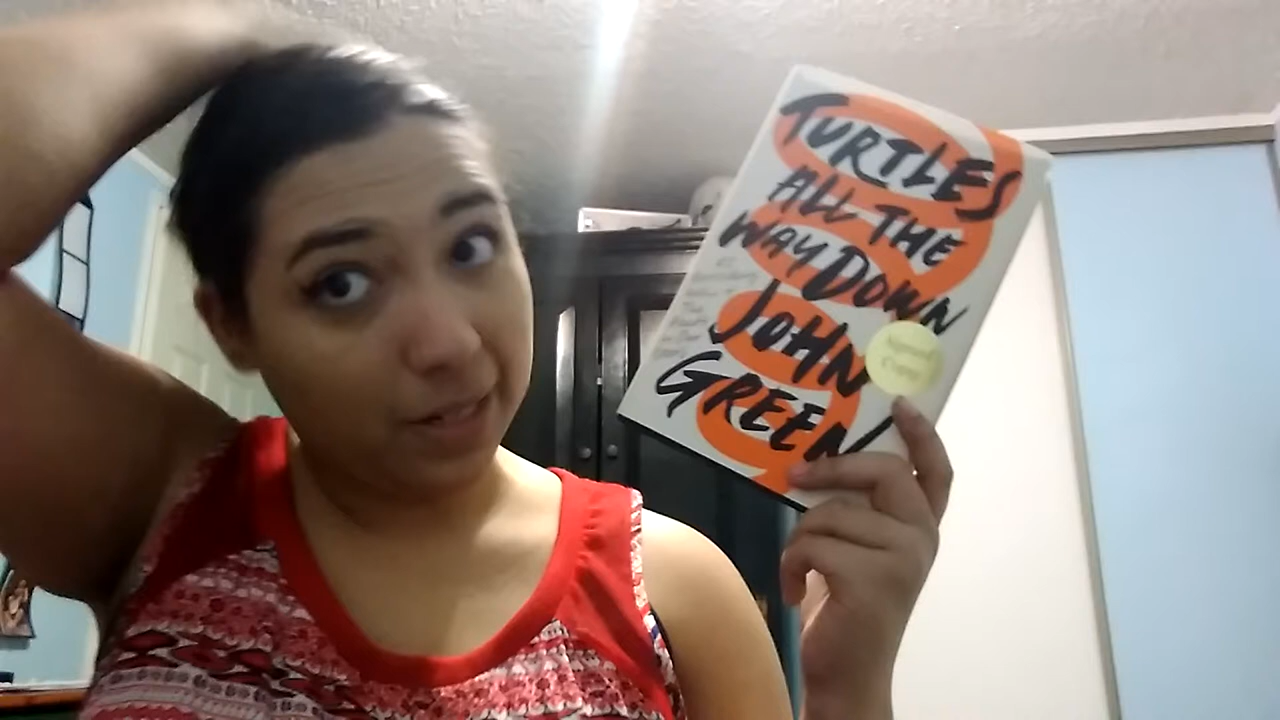 TURTLES
ALL THE
WAY DOWN
JOHN
GREEN